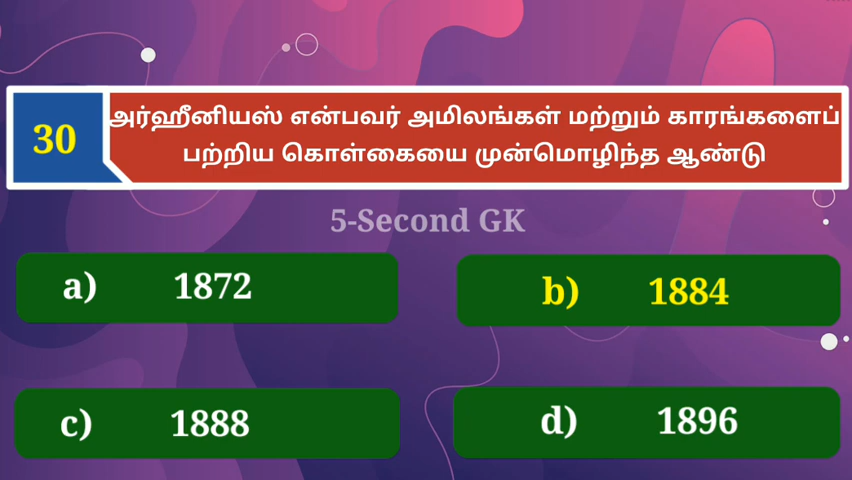 30
அர்ஹீனியஸ் என்பவர் அமிலங்கள் மற்றும் காரங்களைப்
பற்றிய கொள்கையை முன்மொழிந்த ஆண்டு
5-Second GK
a) 1872
b) 1884
c) 1888
d) 1896